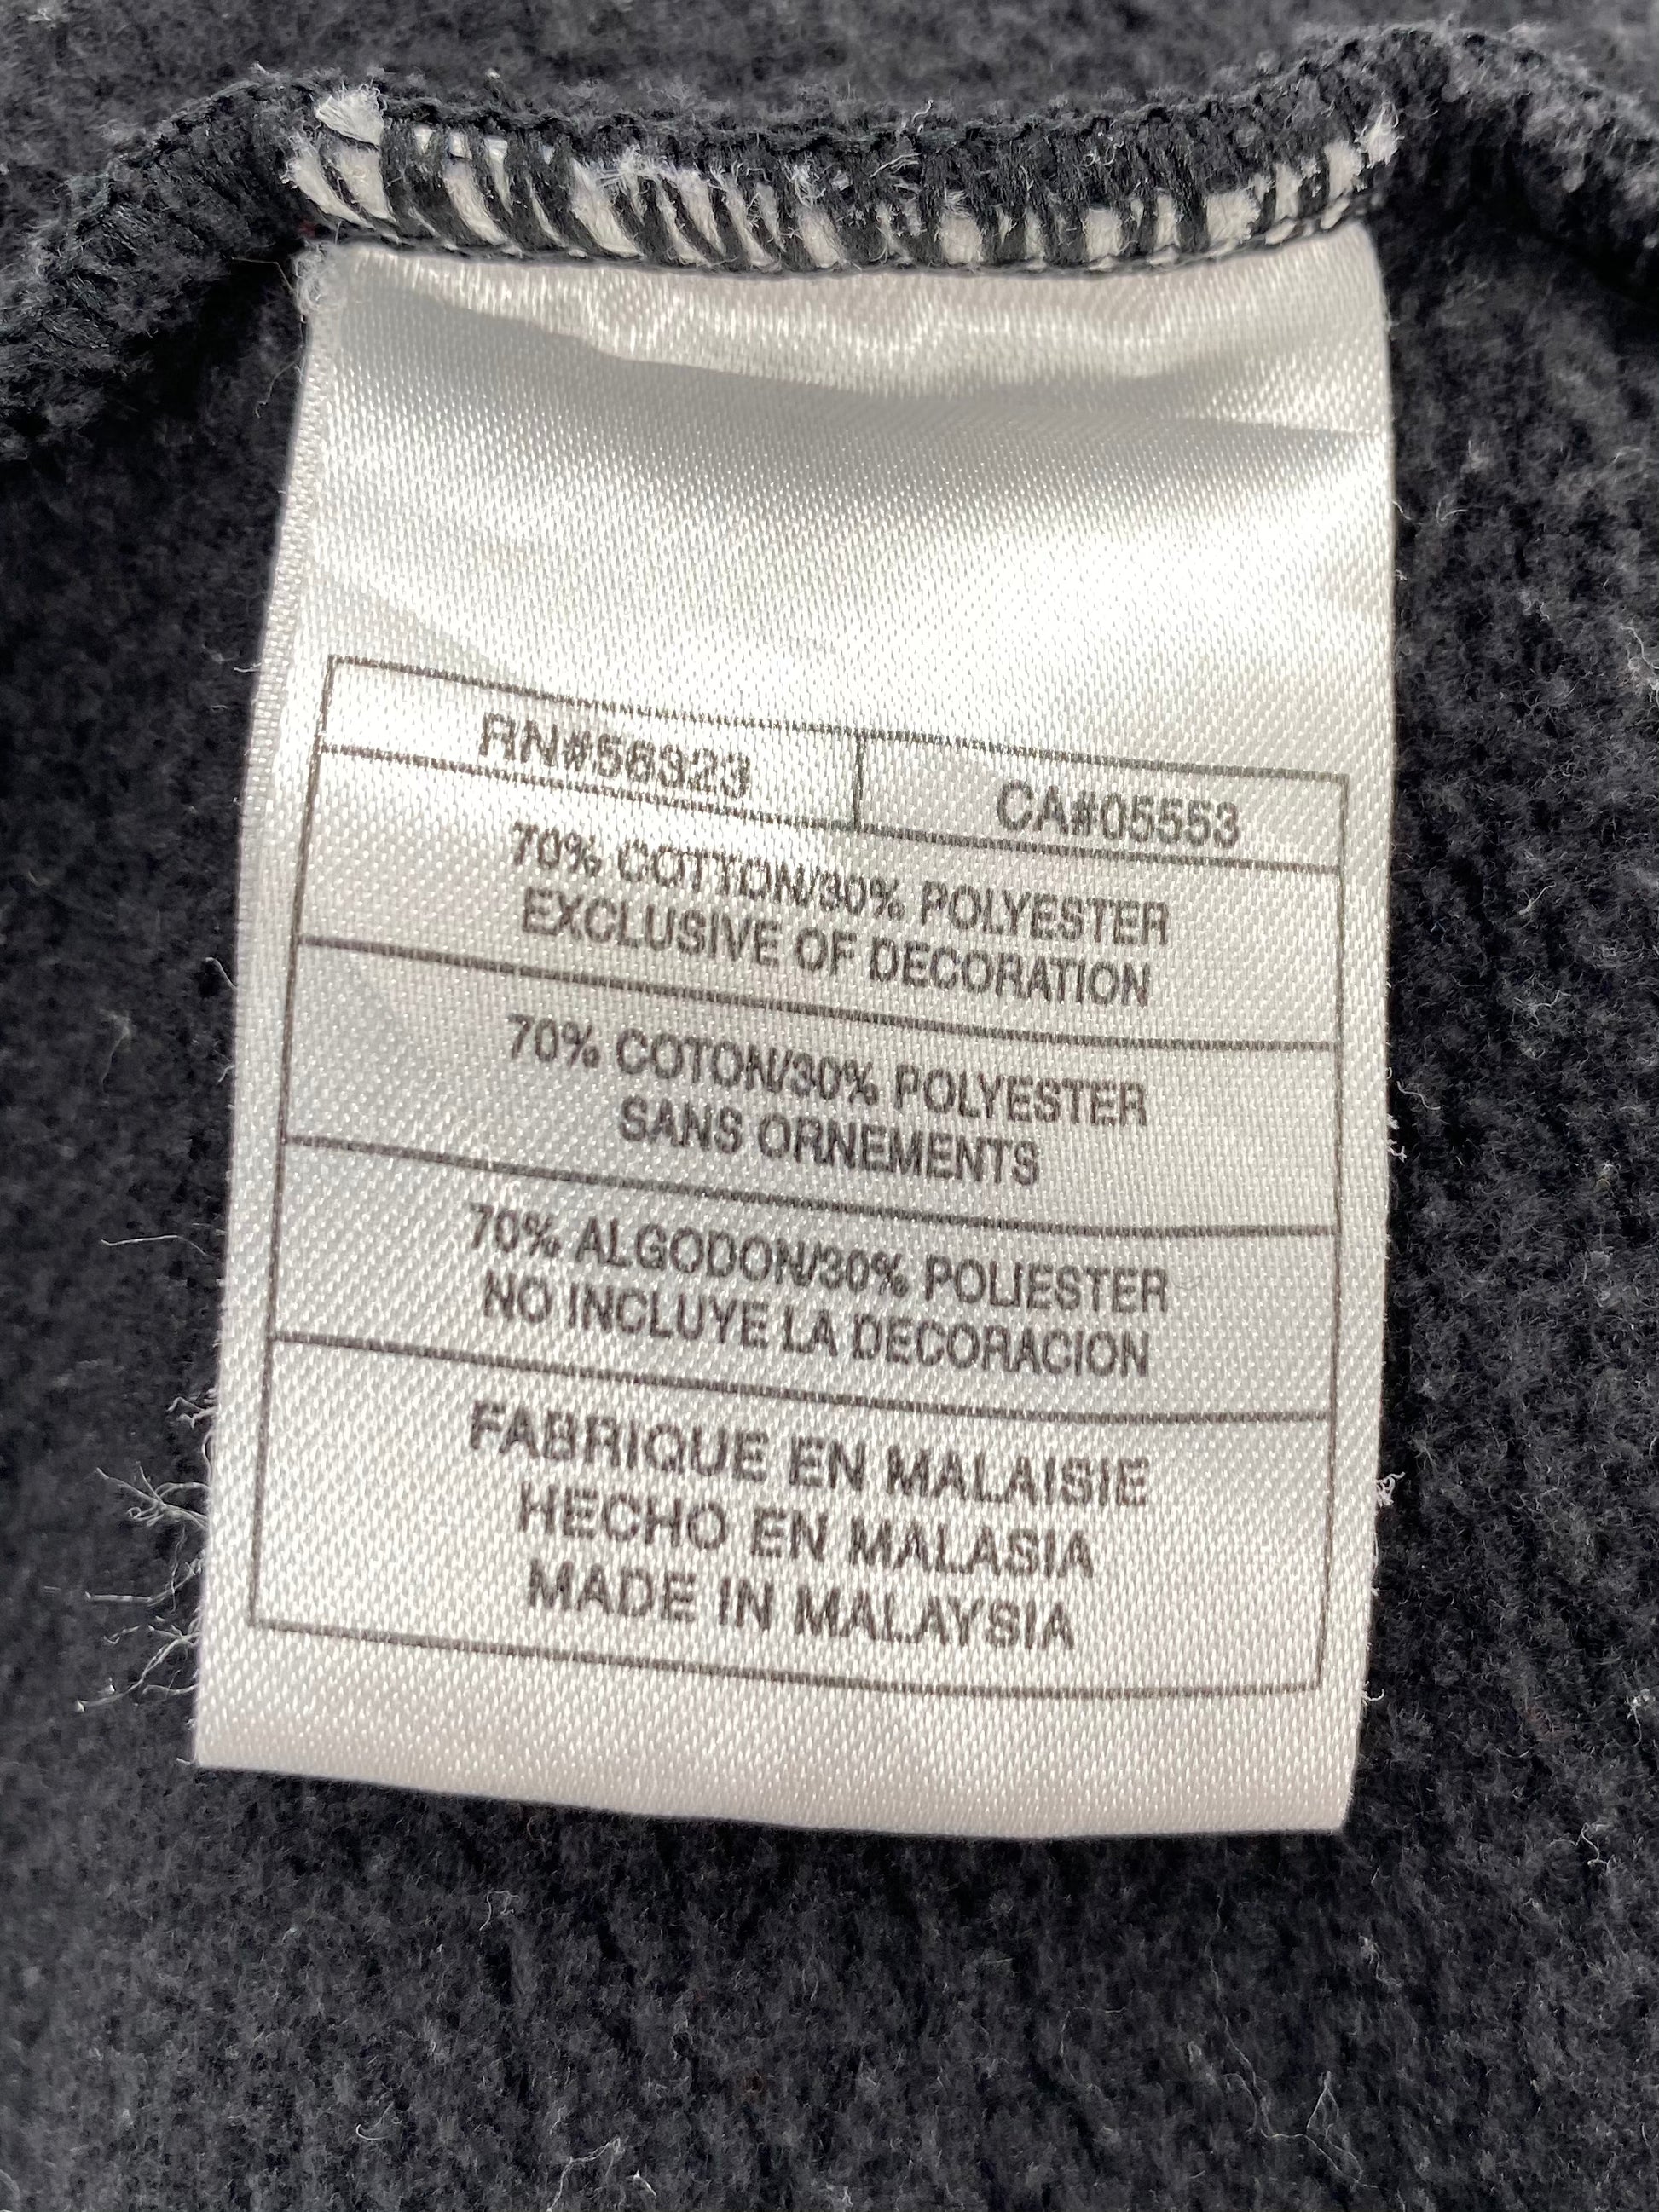 RN#56323 CA#05553
70% COTTON/30% POLYESTER
EXCLUSIVE OF DECORATION
70% COTON/30% POLYESTER
SANS ORNEMENTS
70% ALGODON/30% POLIESTER
NO INCLUYE LA DECORACION
FABRIQUE EN MALAISIE
HECHO EN MALASIA
MADE IN MALAYSIA